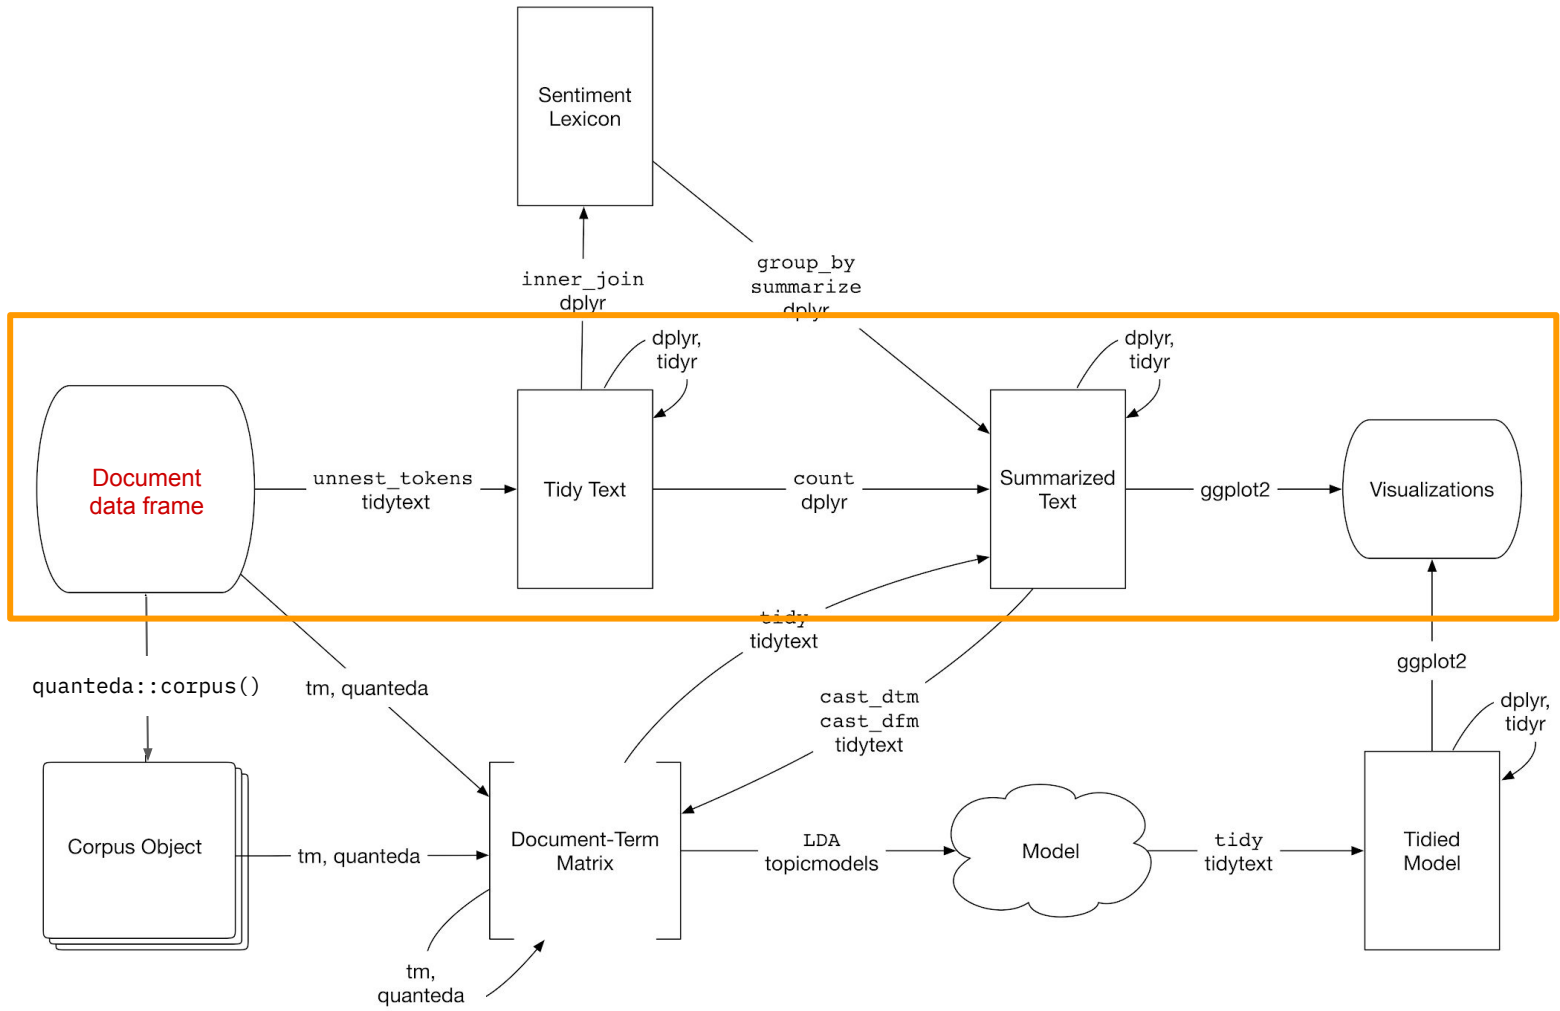 Sentiment
Lexicon
inner_join
dplyr
group_by
summarize
dplyr
dplyr,
tidyr
dplyr,
tidyr
Document
data frame
unnest_tokens
tidytext
Tidy Text
count
dplyr
Summarized
Text
ggplot2
Visualizations
tidy
tidytext
quanteda::corpus()
tm, quanteda
cast_dtm
cast_dfm
tidytext
ggplot2
dplyr,
tidyr
Corpus Object
tm, quanteda
Document-Term
Matrix
LDA
topicmodels
Model
tidy
tidytext
Tidied
Model
tm,
quanteda